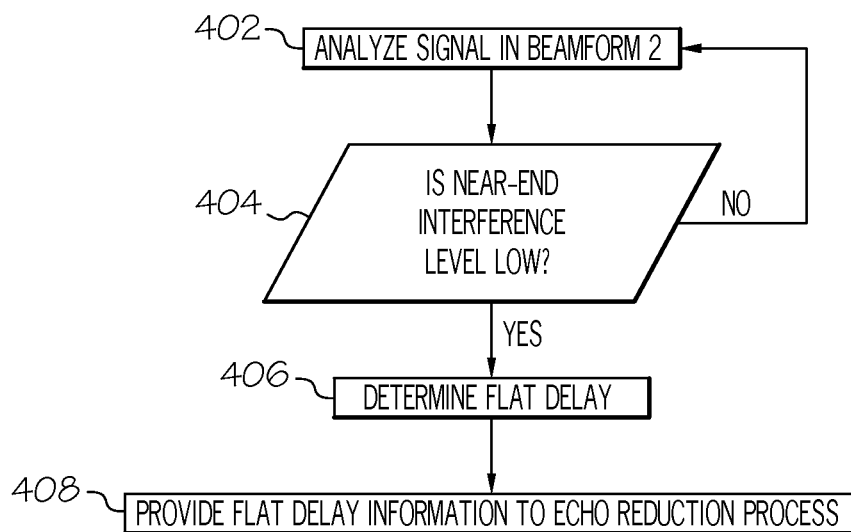 402
ANALYZE SIGNAL IN BEAMFORM 2
404
IS NEAR-END
INTERFERENCE
LEVEL LOW?
NO
YES
406
DETERMINE FLAT DELAY
408
PROVIDE FLAT DELAY INFORMATION TO ECHO REDUCTION PROCESS